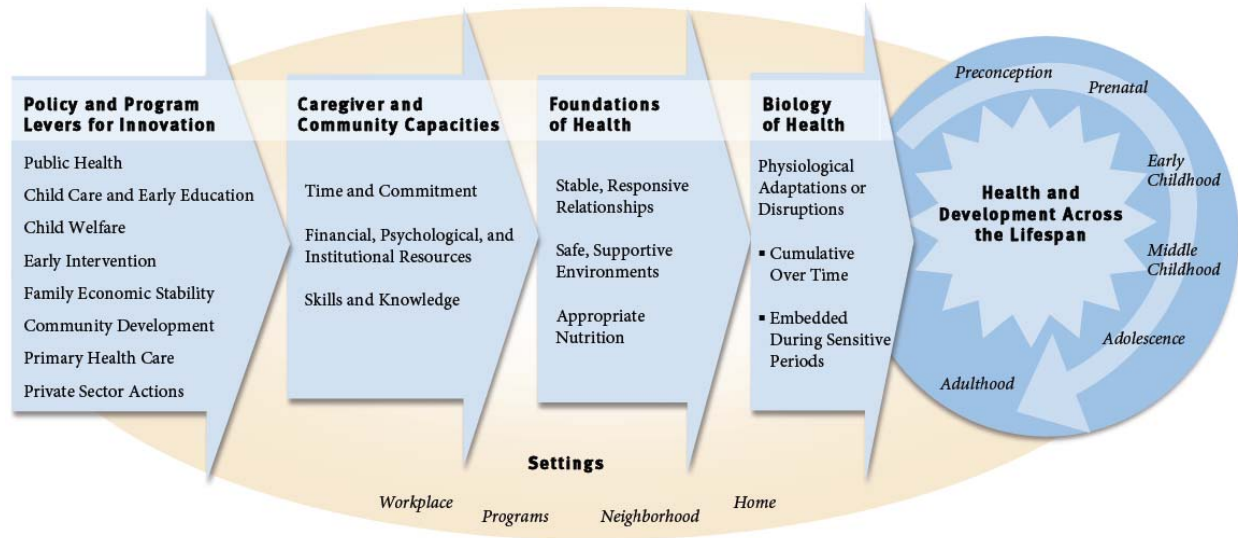 Policy and Program
Levers for Innovation
Public Health
Child Care and Early Education
Child Welfare
Early Intervention
Family Economic Stability
Community Development
Primary Health Care
Private Sector Actions
Caregiver and
Community Capacities
Time and Commitment
Financial, Psychological, and
Institutional Resources
Skills and Knowledge
Foundations
of Health
Stable, Responsive
Relationships
Safe, Supportive
Environments
Appropriate
Nutrition
Biology
of Health
Physiological
Adaptations or
Disruptions
▪ Cumulative
Over Time
▪ Embedded
During Sensitive
Periods
Health and
Development Across
the Lifespan
Preconception
Prenatal
Early
Childhood
Middle
Childhood
Adolescence
Adulthood
Settings
Workplace
Programs
Neighborhood
Home